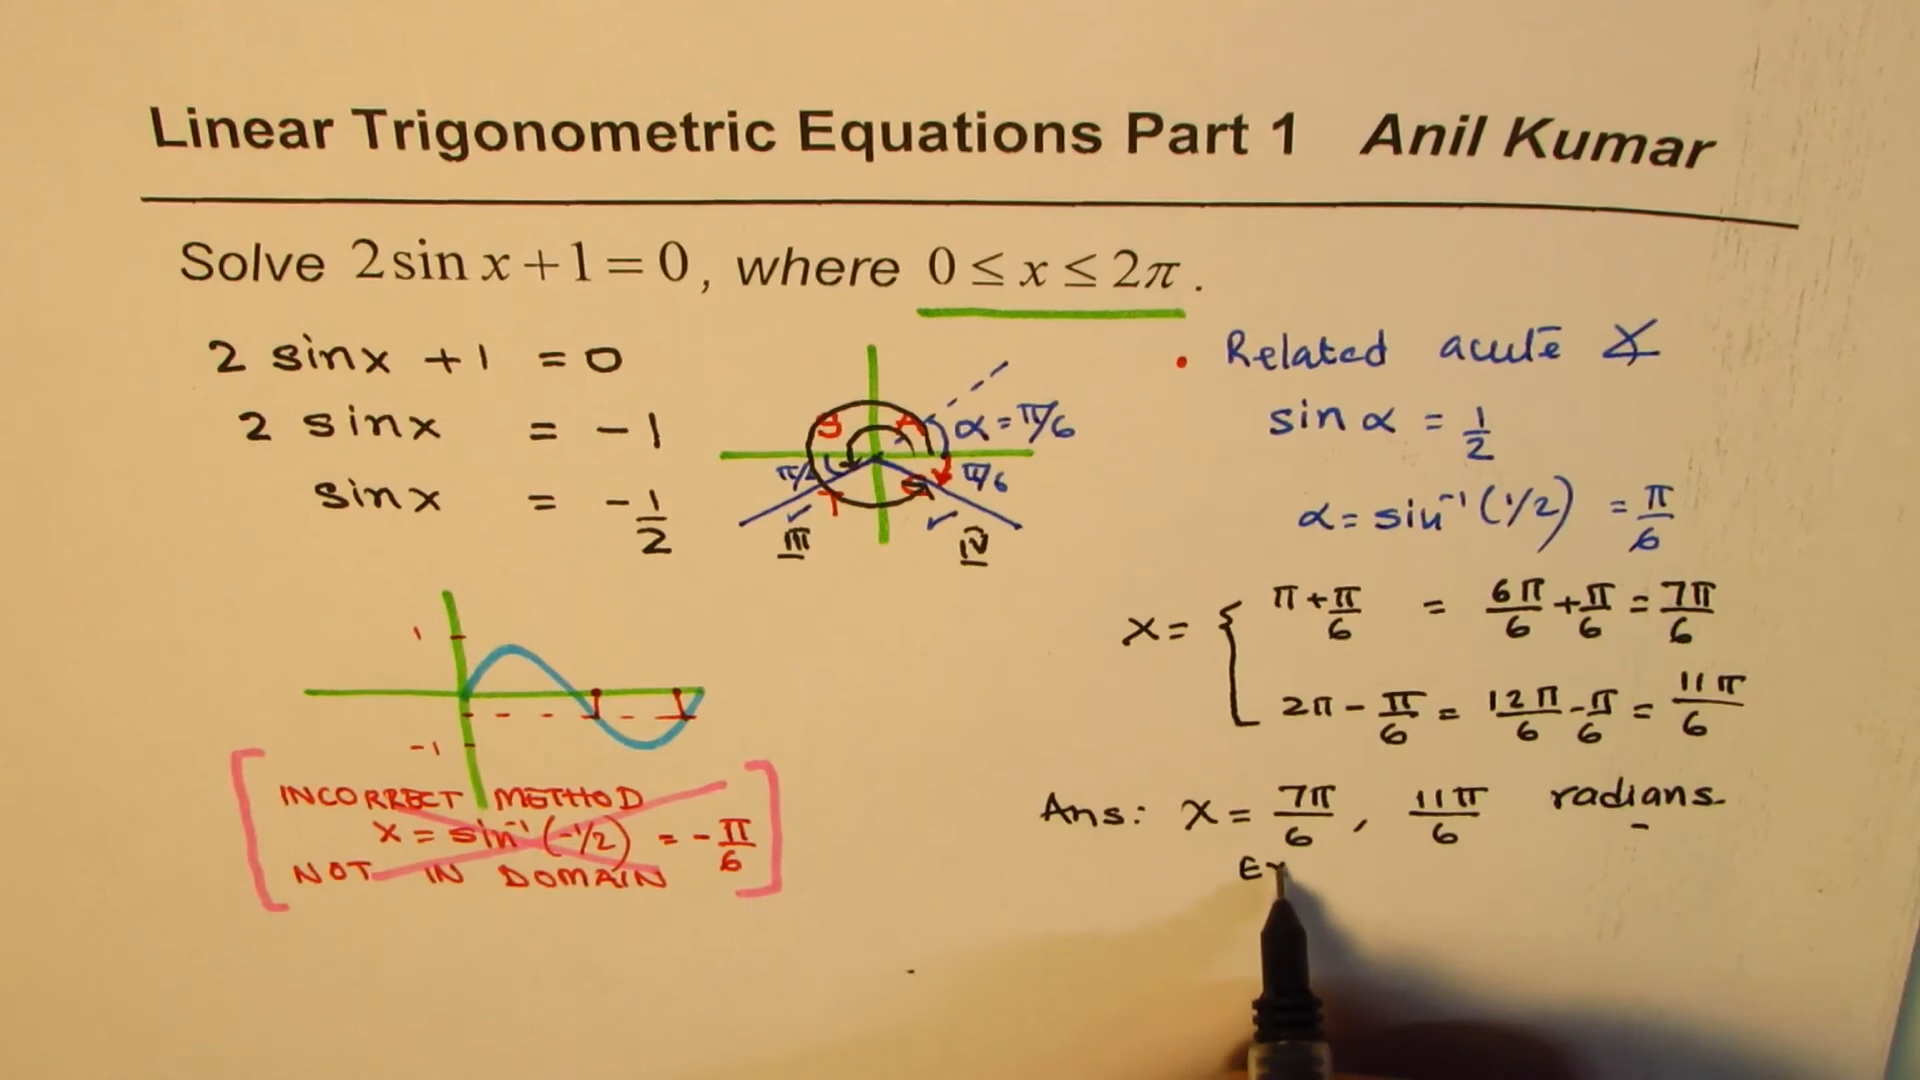 Linear Trigonometric Equations Part 1 Anil Kumar
Solve 2 sin x + 1 = 0, where 0 ≤ x ≤ 2π.
2 sinx + 1 = 0
2 sinx = -1
sinx = -1/2
S A
α = π/6
π/6
T C
III IV
• Related acute ∡
sin α = 1/2
α = sin⁻¹(1/2) = π/6
x = { π + π/6 = 6π/6 + π/6 = 7π/6
2π - π/6 = 12π/6 - π/6 = 11π/6
1
-1
INCORRECT METHOD
x = sin⁻¹(-1/2) = -π/6
NOT IN DOMAIN
Ans: x = 7π/6, 11π/6 radians.
Ex